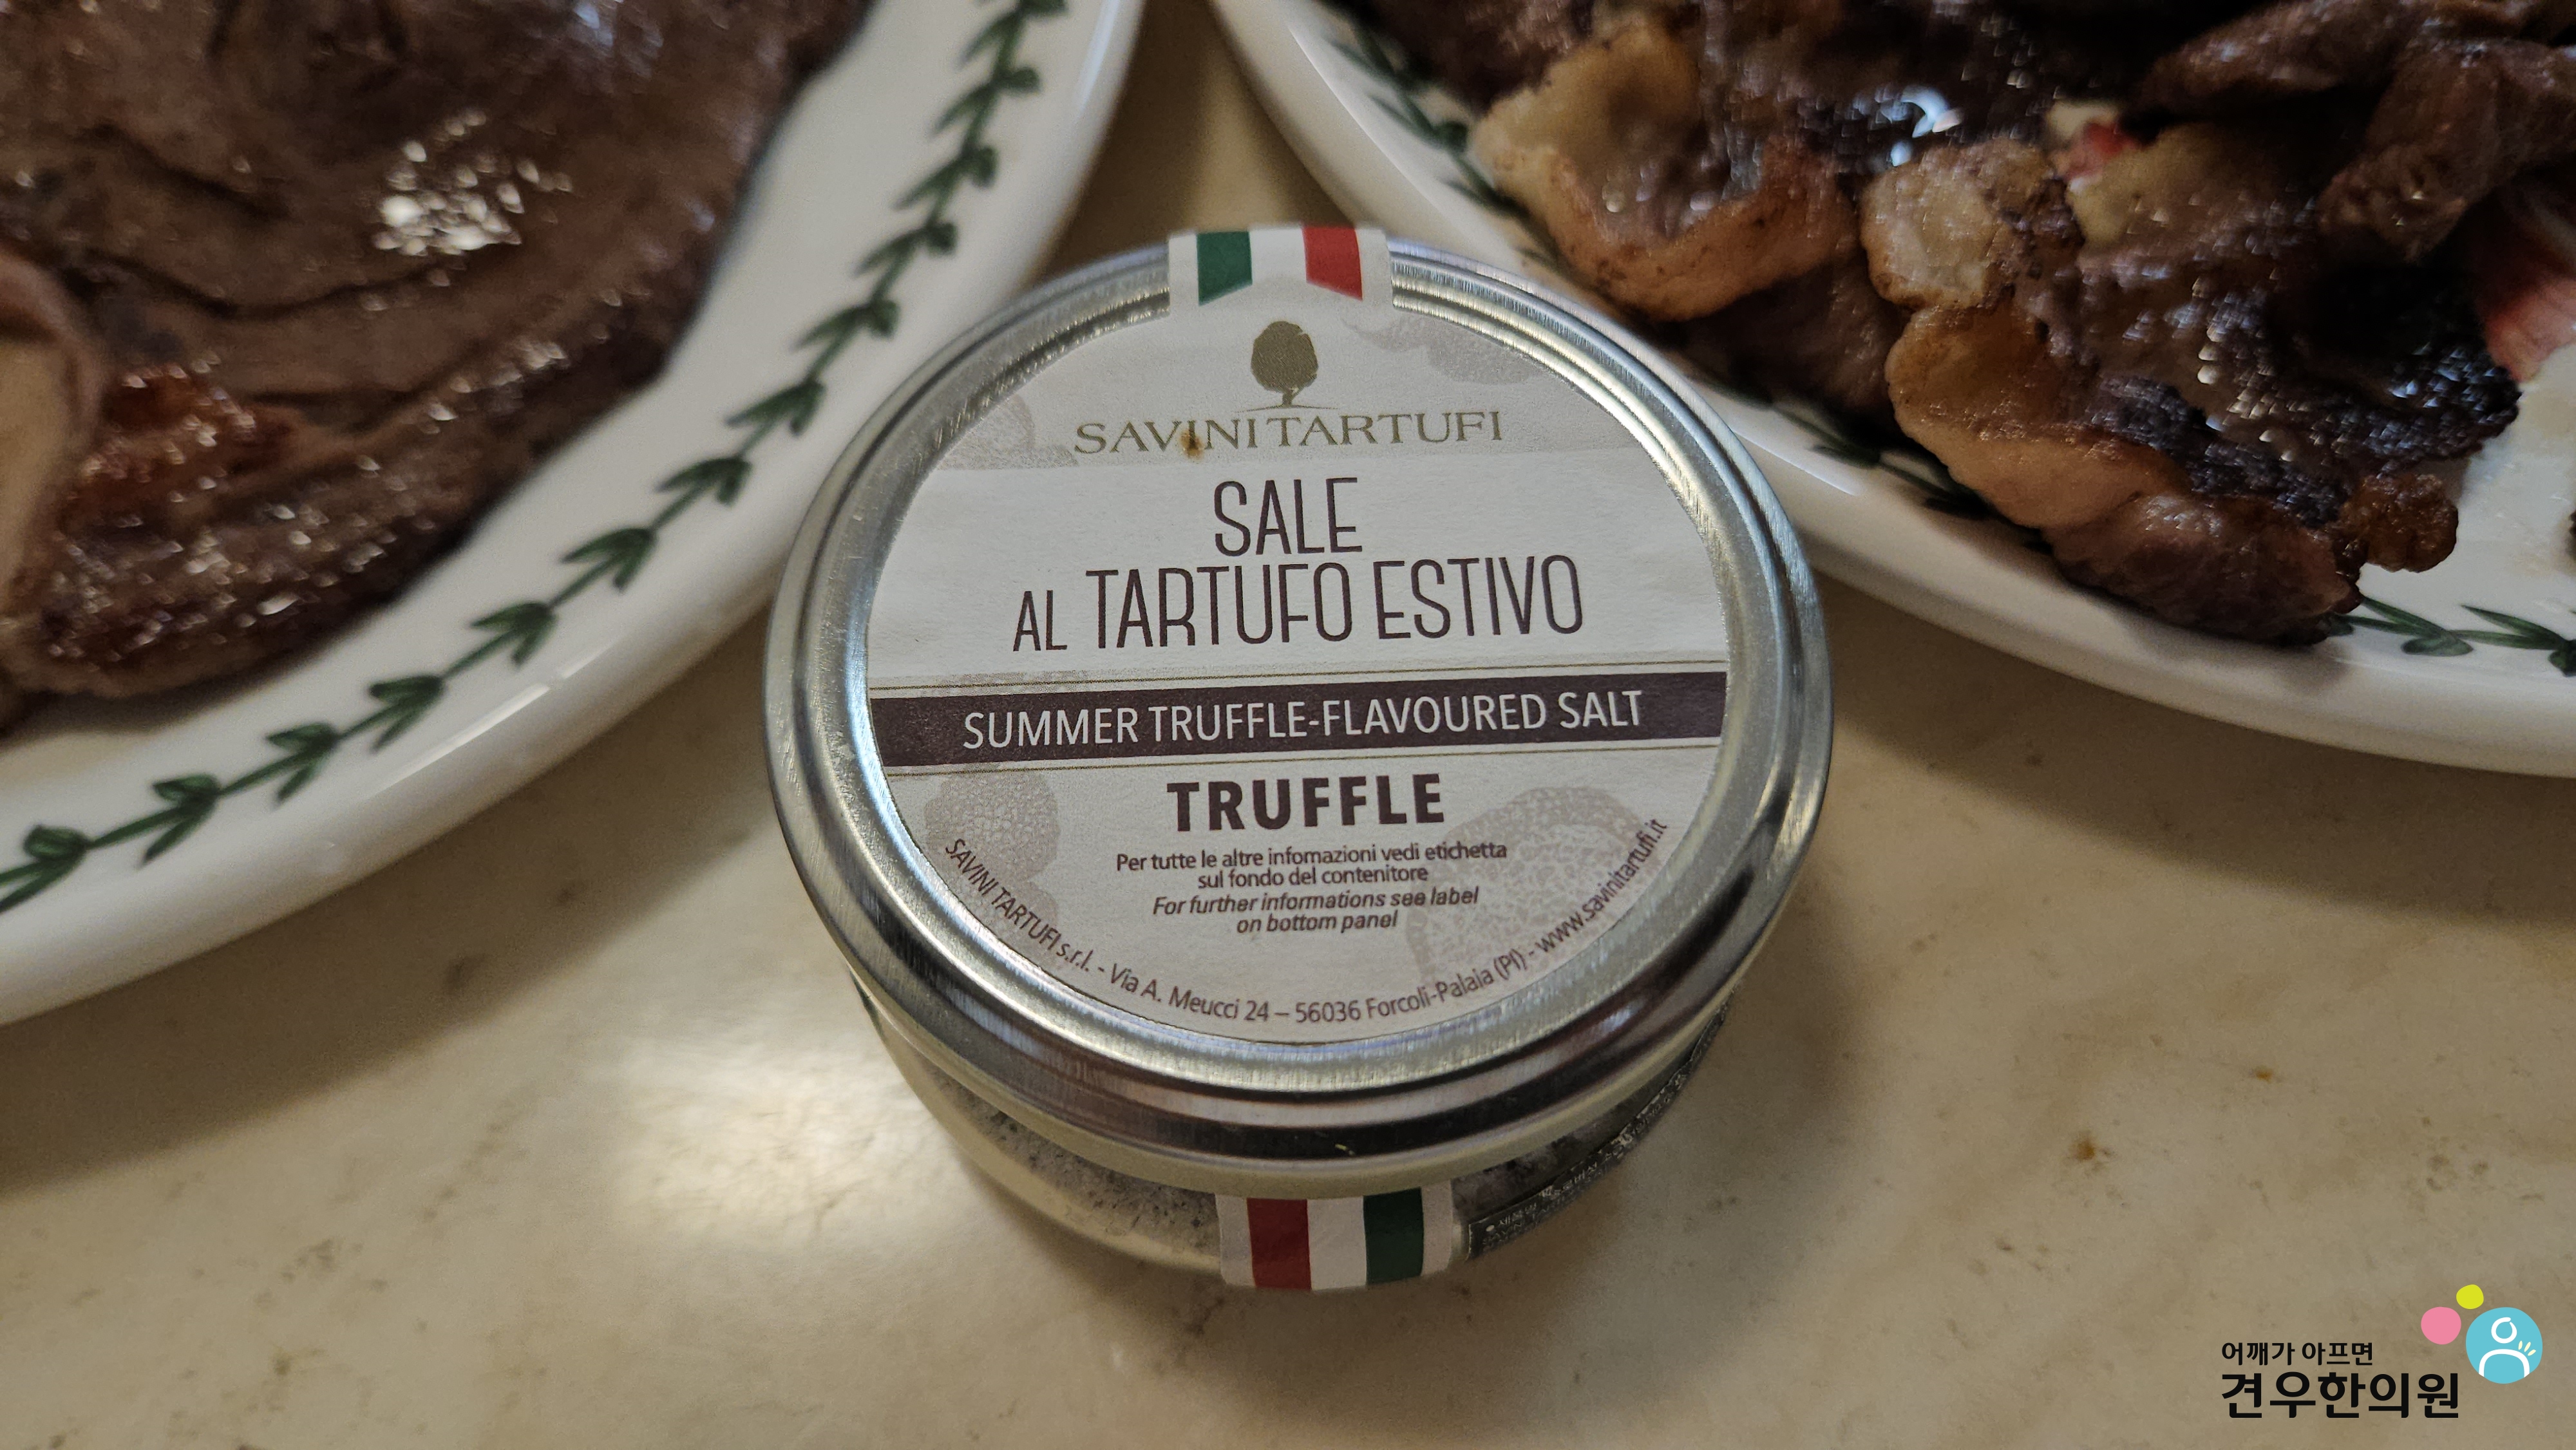 SAVINI TARTUFI
SALE
AL TARTUFO ESTIVO
SUMMER TRUFFLE-FLAVOURED SALT
TRUFFLE
Per tutte le altre infomazioni vedi etichetta
sul fondo del contenitore
For further informations see label
on bottom panel
SAVINI TARTUFI s.r.l. - Via A. Meucci 24 – 56036 Forcoli-Palaia (PI) - www.savinitartufi.it
어깨가 아프면
견우한의원